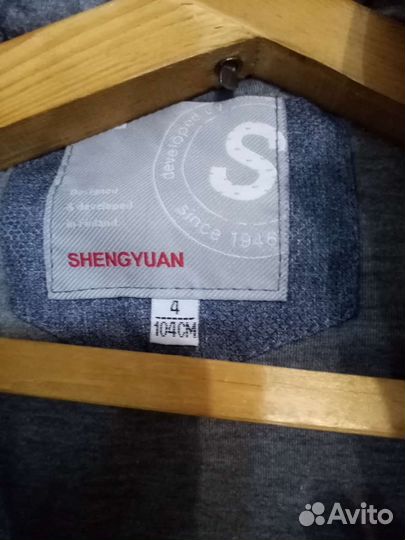 developed
S
since 1946
Designed
& developed
in Finland
SHENGYUAN
4
104CM
Avito